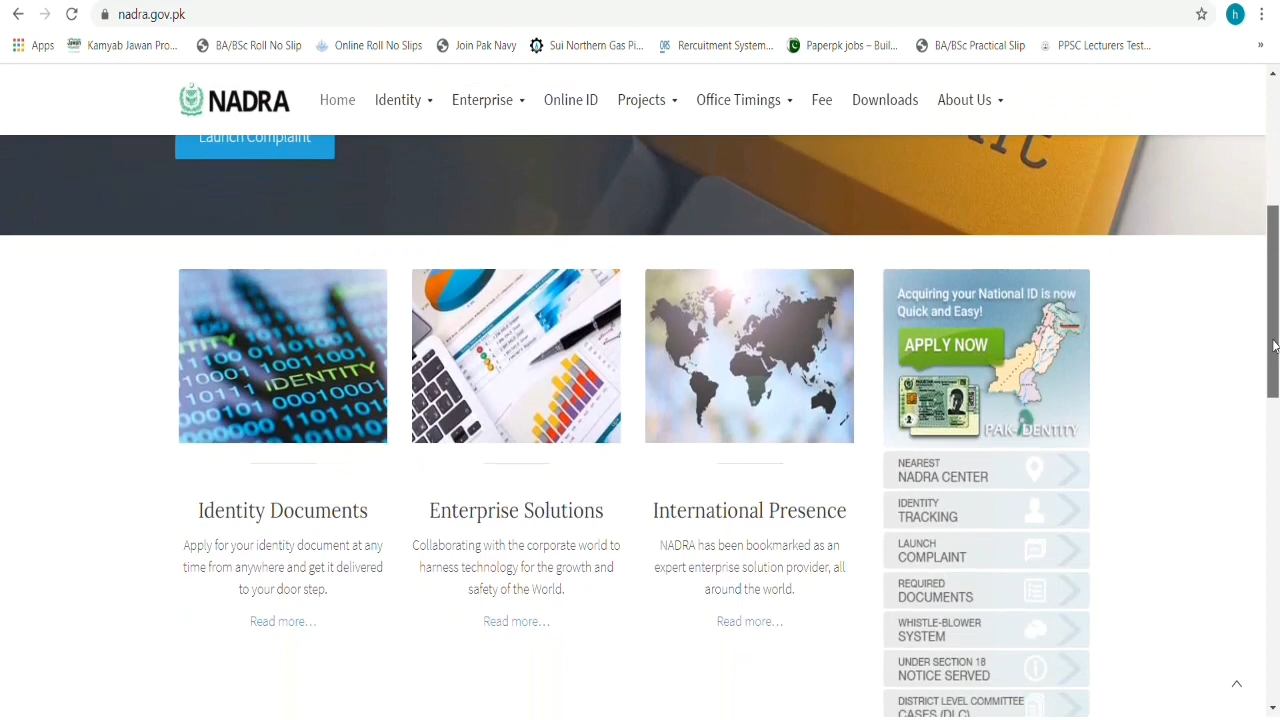 nadra.gov.pk
h
Apps
Kamyab Jawan Pro...
BA/BSc Roll No Slip
Online Roll No Slips
Join Pak Navy
Sui Northern Gas Pi...
Rercuitment System...
Paperpk jobs – Buil...
BA/BSc Practical Slip
PPSC Lecturers Test...
»
NADRA
Home
Identity
Enterprise
Online ID
Projects
Office Timings
Fee
Downloads
About Us
Launch Complaint
IDENTITY
Acquiring your National ID is now
Quick and Easy!
APPLY NOW
PAK-IDENTITY
NEAREST
NADRA CENTER
IDENTITY
TRACKING
LAUNCH
COMPLAINT
REQUIRED
DOCUMENTS
WHISTLE-BLOWER
SYSTEM
UNDER SECTION 18
NOTICE SERVED
DISTRICT LEVEL COMMITTEE
CASES (DLC)
Identity Documents
Apply for your identity document at any
time from anywhere and get it delivered
to your door step.
Read more...
Enterprise Solutions
Collaborating with the corporate world to
harness technology for the growth and
safety of the World.
Read more...
International Presence
NADRA has been bookmarked as an
expert enterprise solution provider, all
around the world.
Read more...